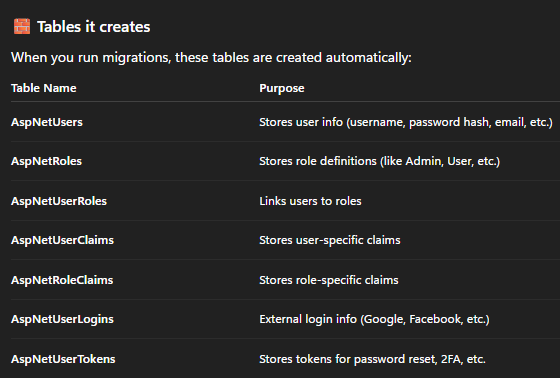 🧱 Tables it creates
When you run migrations, these tables are created automatically:
Table Name Purpose
AspNetUsers Stores user info (username, password hash, email, etc.)
AspNetRoles Stores role definitions (like Admin, User, etc.)
AspNetUserRoles Links users to roles
AspNetUserClaims Stores user-specific claims
AspNetRoleClaims Stores role-specific claims
AspNetUserLogins External login info (Google, Facebook, etc.)
AspNetUserTokens Stores tokens for password reset, 2FA, etc.